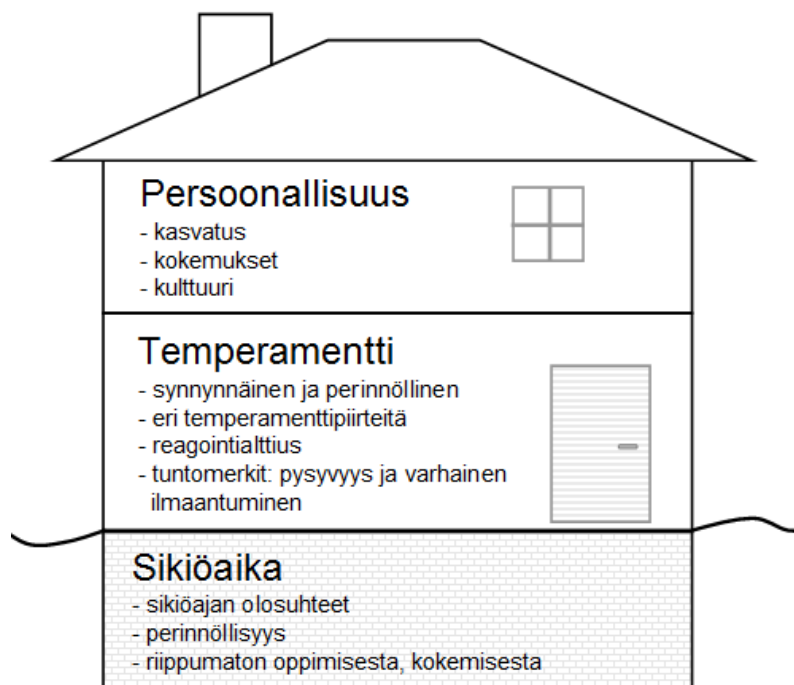 Persoonallisuus
- kasvatus
- kokemukset
- kulttuuri
Temperamentti
- synnynnäinen ja perinnöllinen
- eri temperamenttipiirteitä
- reagointialttius
- tuntomerkit: pysyvyys ja varhainen
ilmaantuminen
Sikiöaika
- sikiöajan olosuhteet
- perinnöllisyys
- riippumaton oppimisesta, kokemisesta